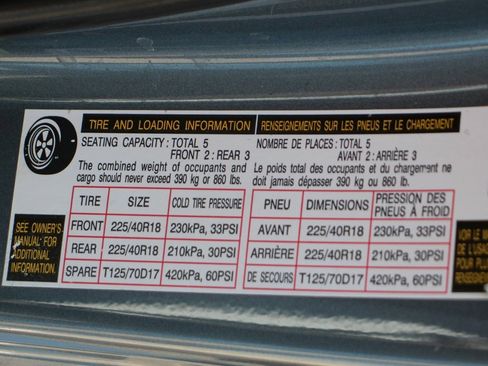 TIRE AND LOADING INFORMATION
SEATING CAPACITY : TOTAL 5
FRONT 2 : REAR 3
The combined weight of occupants and
cargo should never exceed 390 kg or 860 lbs.
RENSEIGNEMENTS SUR LES PNEUS ET LE CHARGEMENT
NOMBRE DE PLACES : TOTAL 5
AVANT 2 : ARRIÈRE 3
Le poids total des occupants et du chargement ne
doit jamais dépasser 390 kg ou 860 lb.
SEE OWNER'S
MANUAL FOR
ADDITIONAL
INFORMATION.
TIRE SIZE COLD TIRE PRESSURE
FRONT 225/40R18 230kPa, 33PSI
REAR 225/40R18 210kPa, 30PSI
SPARE T125/70D17 420kPa, 60PSI
PNEU DIMENSIONS PRESSION DES
PNEUS À FROID
AVANT 225/40R18 230kPa, 33PSI
ARRIÈRE 225/40R18 210kPa, 30PSI
DE SECOURS T125/70D17 420kPa, 60PSI
VOIR LE
DE
POUR